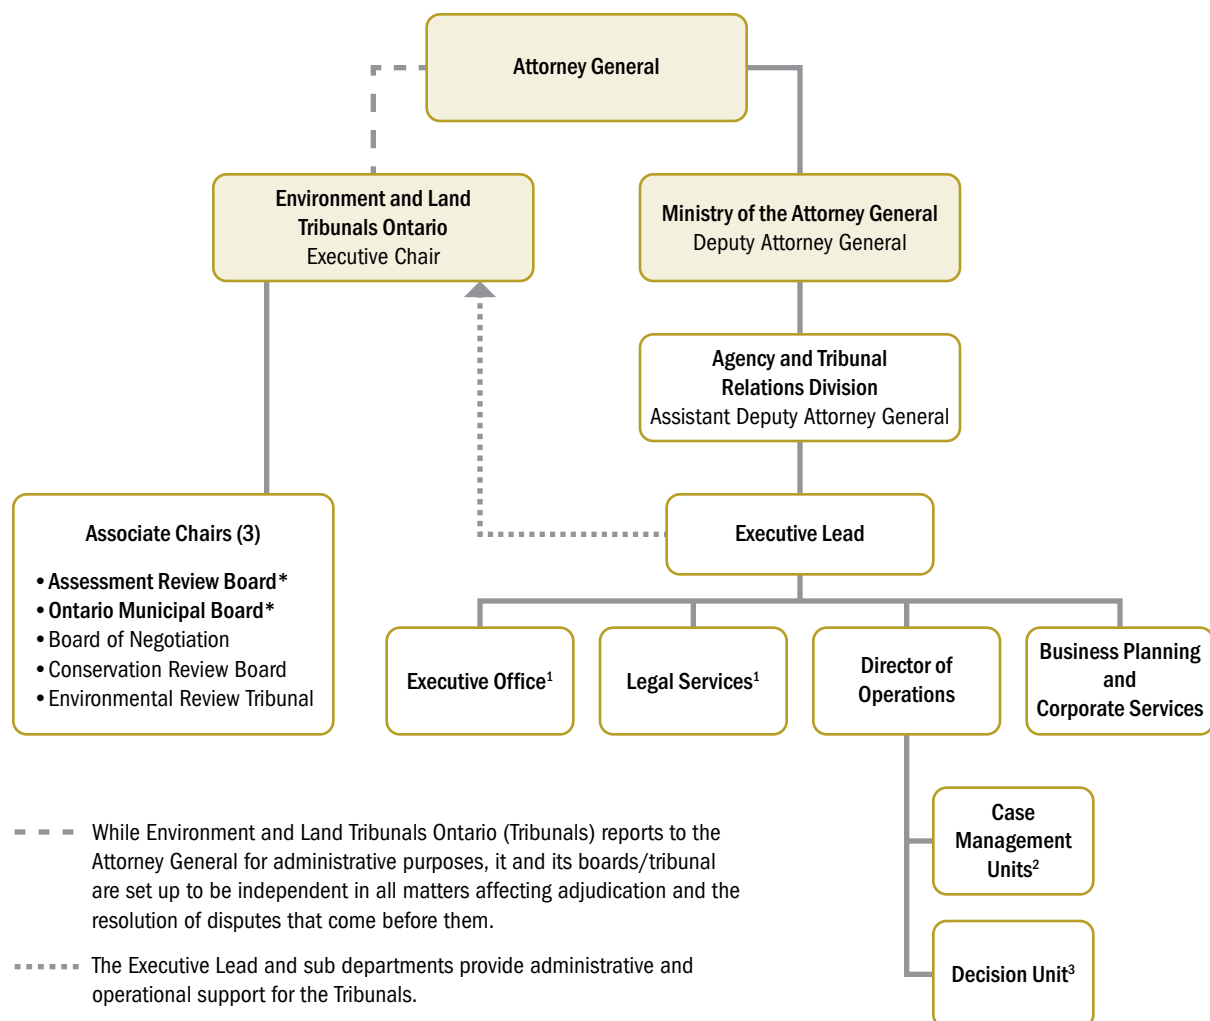 Attorney General
Environment and Land
Tribunals Ontario
Executive Chair
Ministry of the Attorney General
Deputy Attorney General
Agency and Tribunal
Relations Division
Assistant Deputy Attorney General
Associate Chairs (3)
• Assessment Review Board*
• Ontario Municipal Board*
• Board of Negotiation
• Conservation Review Board
• Environmental Review Tribunal
Executive Lead
Executive Office¹
Legal Services¹
Director of
Operations
Business Planning
and
Corporate Services
Case
Management
Units²
Decision Unit³
While Environment and Land Tribunals Ontario (Tribunals) reports to the
Attorney General for administrative purposes, it and its boards/tribunal
are set up to be independent in all matters affecting adjudication and the
resolution of disputes that come before them.
The Executive Lead and sub departments provide administrative and
operational support for the Tribunals.